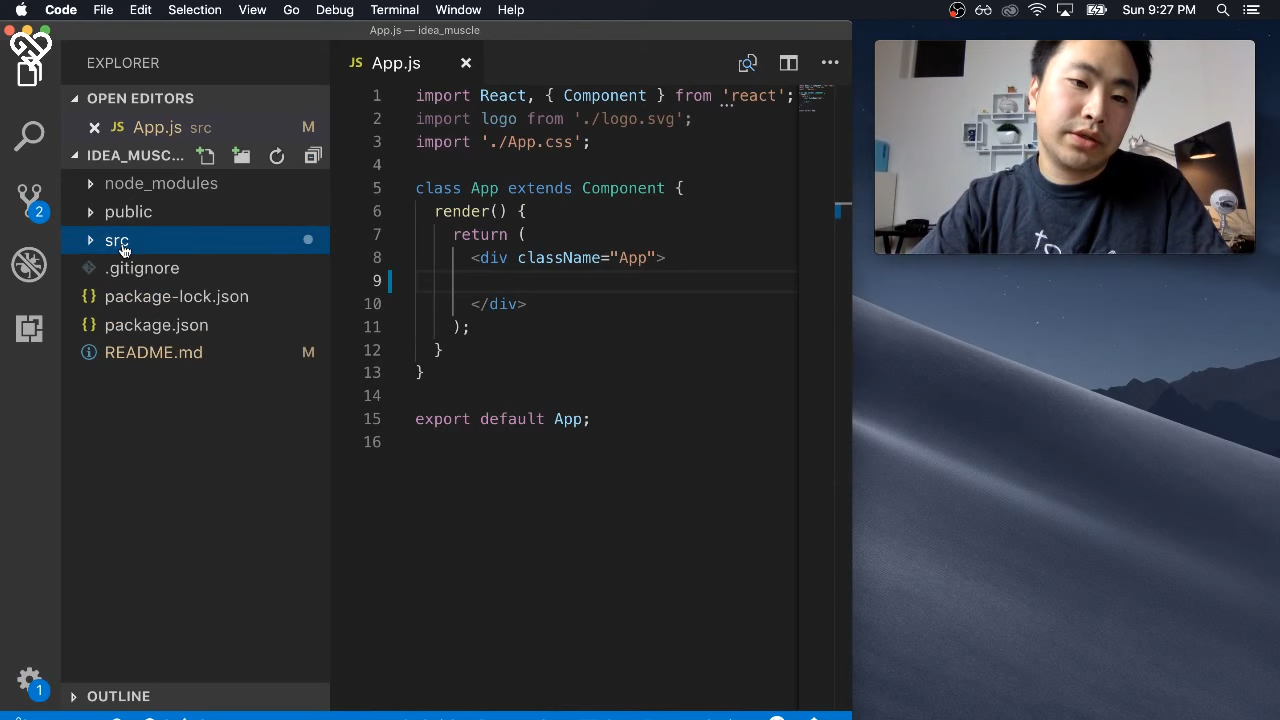 Code File Edit Selection View Go Debug Terminal Window Help
Sun 9:27 PM
App.js — idea_muscle
EXPLORER
OPEN EDITORS
JS App.js src M
IDEA_MUSC...
node_modules
public
src
.gitignore
{} package-lock.json
{} package.json
README.md M
OUTLINE
2
1
JS App.js
1 import React, { Component } from 'react';
2 import logo from './logo.svg';
3 import './App.css';
4
5 class App extends Component {
6 render() {
7 return (
8 <div className="App">
9
10 </div>
11 );
12 }
13 }
14
15 export default App;
16